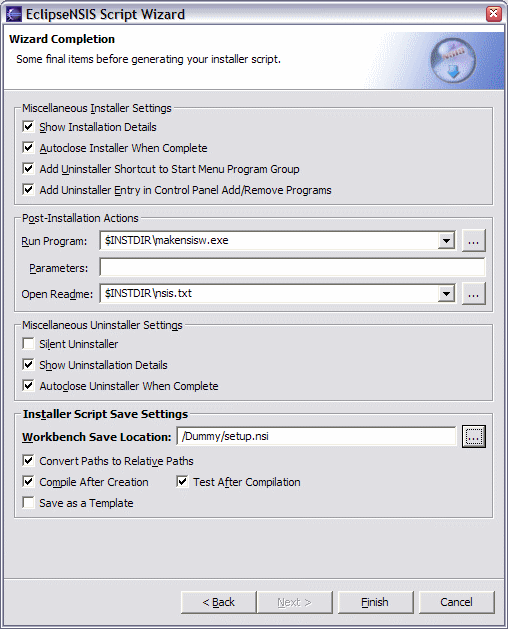 EclipseNSIS Script Wizard
Wizard Completion
Some final items before generating your installer script.
NSIS
Miscellaneous Installer Settings
Show Installation Details
Autoclose Installer When Complete
Add Uninstaller Shortcut to Start Menu Program Group
Add Uninstaller Entry in Control Panel Add/Remove Programs
Post-Installation Actions
Run Program: $INSTDIR\makensisw.exe ...
Parameters:
Open Readme: $INSTDIR\nsis.txt ...
Miscellaneous Uninstaller Settings
Silent Uninstaller
Show Uninstallation Details
Autoclose Uninstaller When Complete
Installer Script Save Settings
Workbench Save Location: /Dummy/setup.nsi ...
Convert Paths to Relative Paths
Compile After Creation Test After Compilation
Save as a Template
< Back Next > Finish Cancel